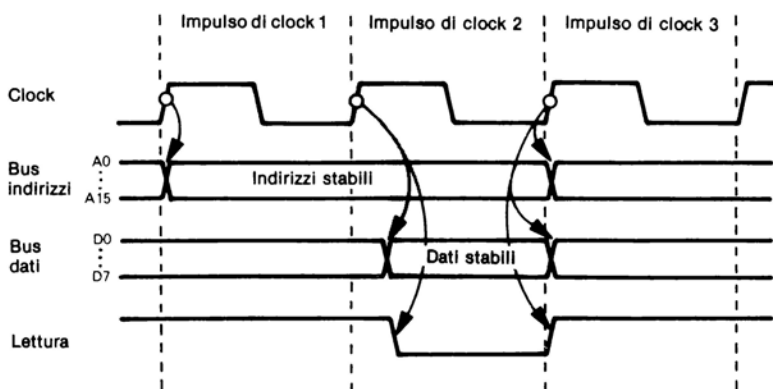 Impulso di clock 1
Impulso di clock 2
Impulso di clock 3
Clock
Bus
indirizzi
A0
⋮
A15
Indirizzi stabili
Bus
dati
D0
⋮
D7
Dati stabili
Lettura